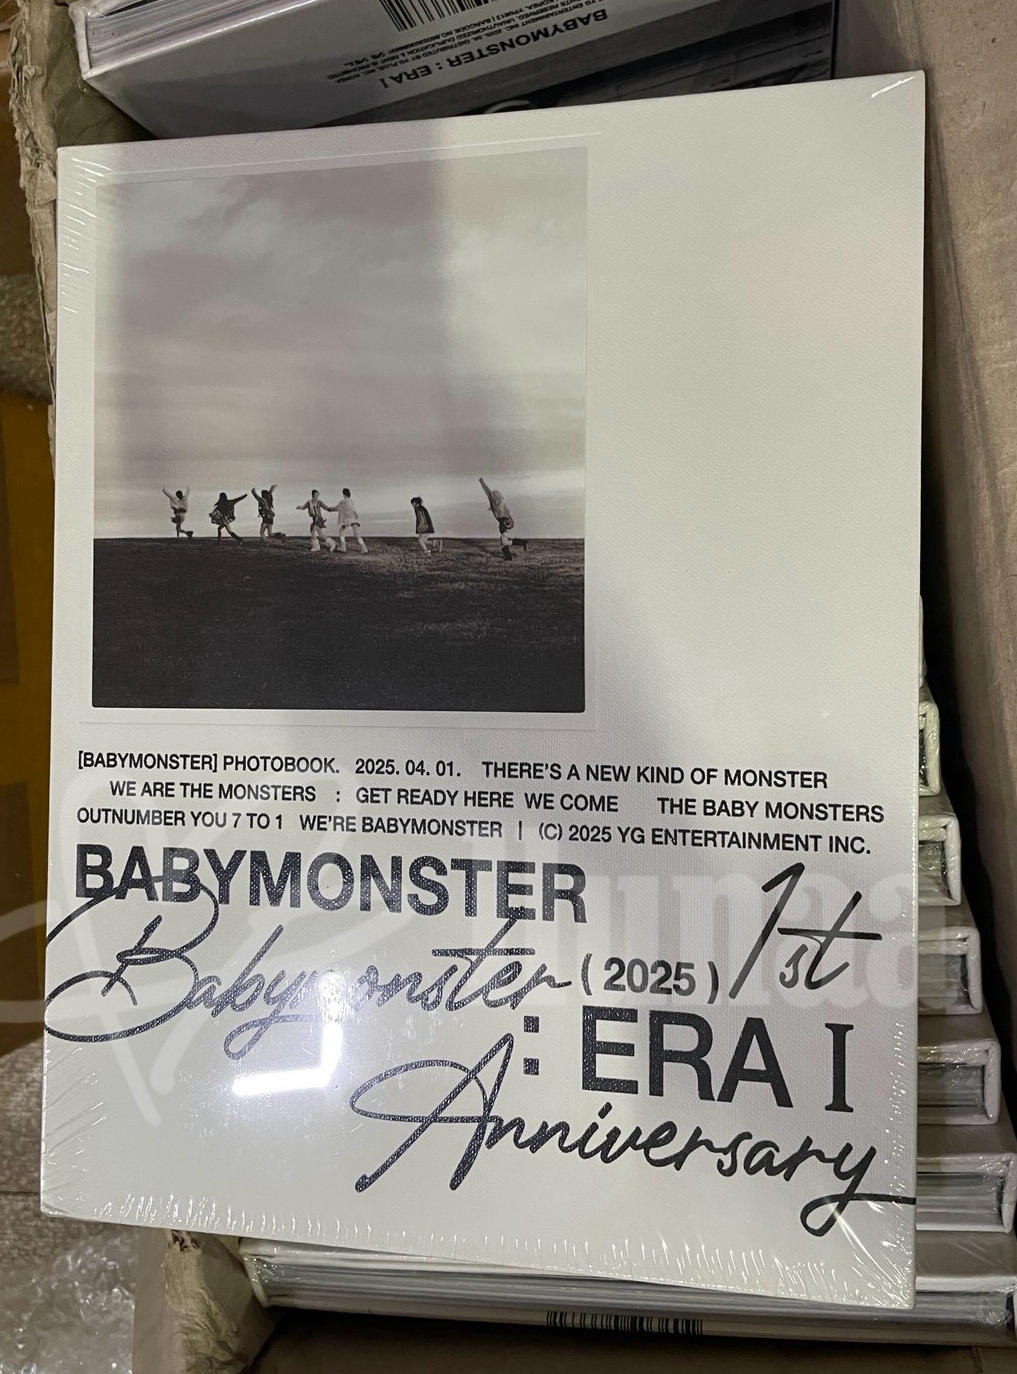 BABYMONSTER : ERA I
[BABYMONSTER] PHOTOBOOK. 2025. 04. 01. THERE'S A NEW KIND OF MONSTER
WE ARE THE MONSTERS : GET READY HERE WE COME THE BABY MONSTERS
OUTNUMBER YOU 7 TO 1 WE'RE BABYMONSTER | (C) 2025 YG ENTERTAINMENT INC.
BABYMONSTER
Babymonster (2025) 1st
: ERA I
Anniversary